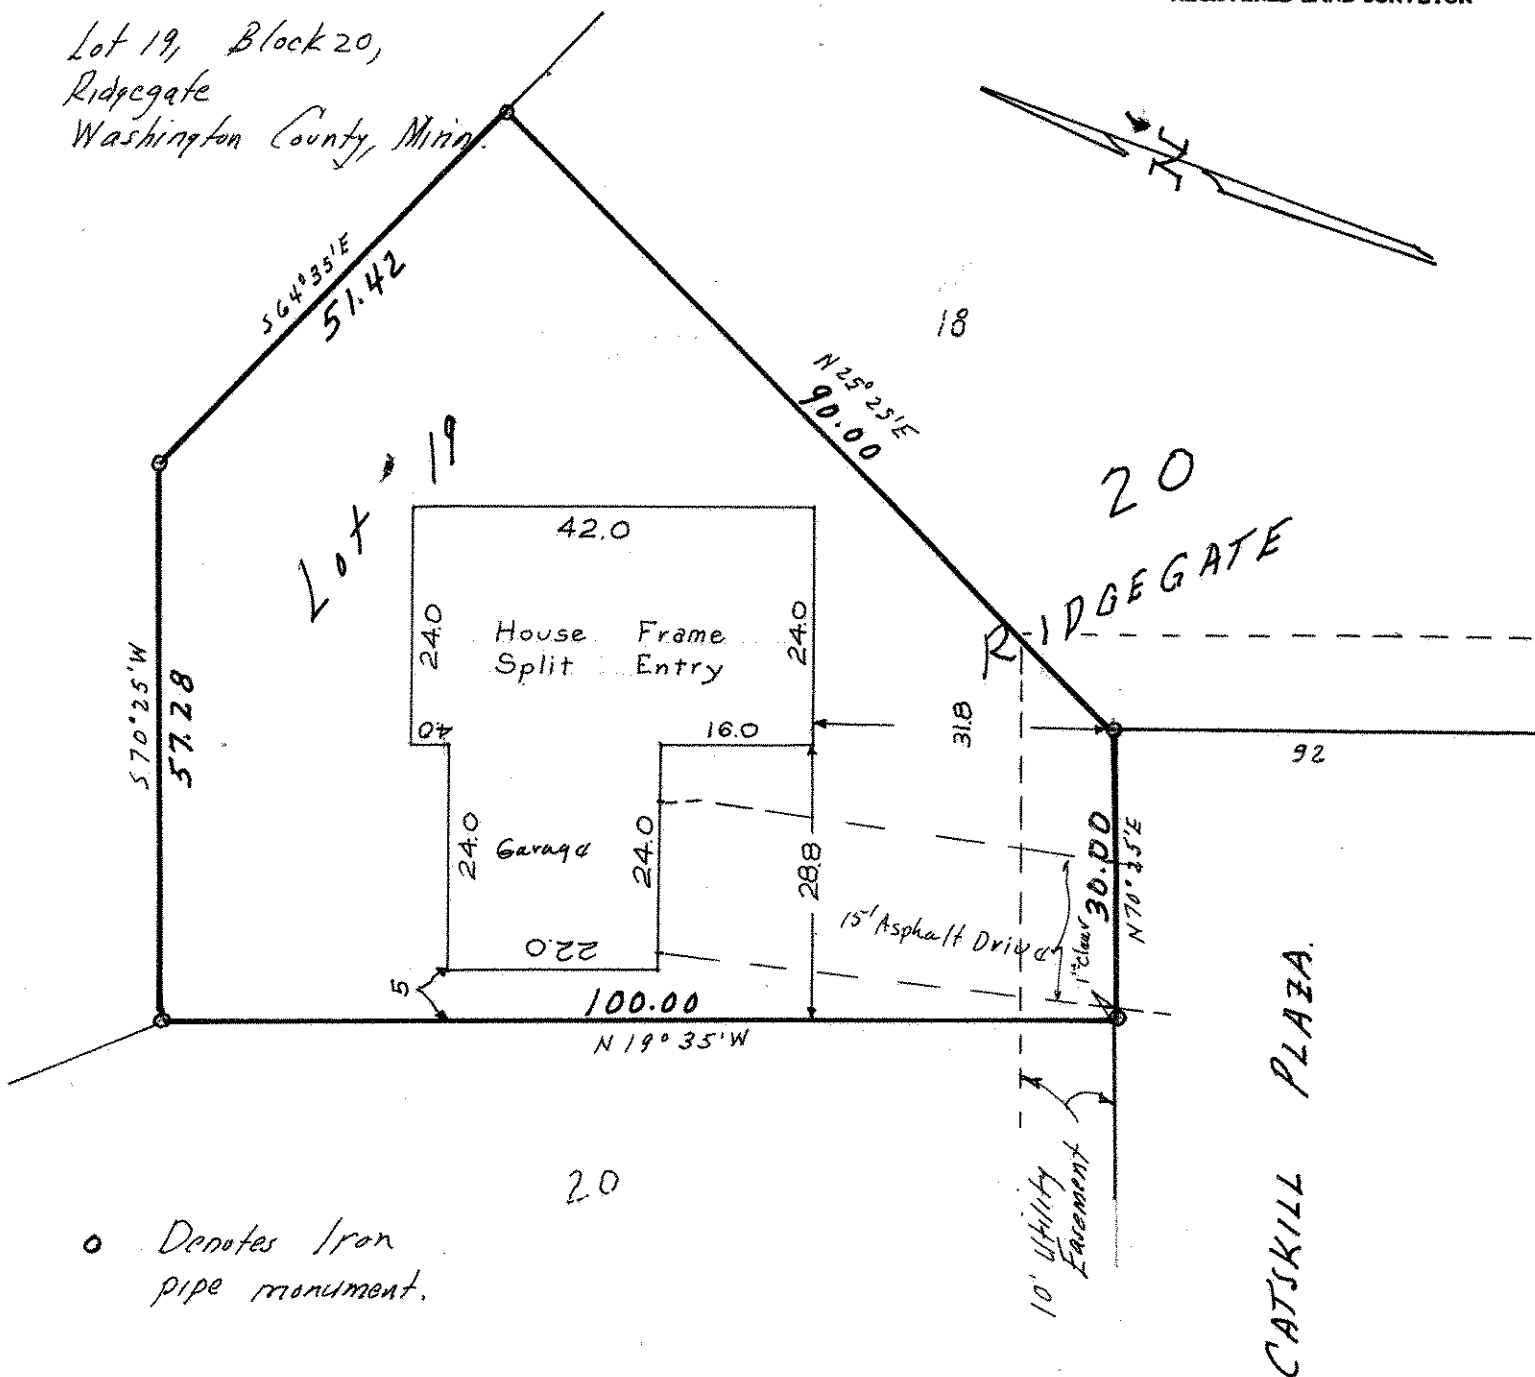 REGISTERED LAND SURVEYOR
Lot 19, Block 20,
Ridgegate
Washington County, Minn.
N
S64°35'E
51.42
18
N25°25'E
90.00
Lot 19
20
RIDGEGATE
42.0
24.0
House Frame
Split Entry
24.0
S70°25'W
57.28
4.0
16.0
31.8
92
24.0
Garage
24.0
28.8
30.00
N70°25'E
15' Asphalt Drive
1' clear
22.0
5
100.00
N19°35'W
10' Utility
Easement
CATSKILL PLAZA.
20
Denotes Iron
pipe monument.